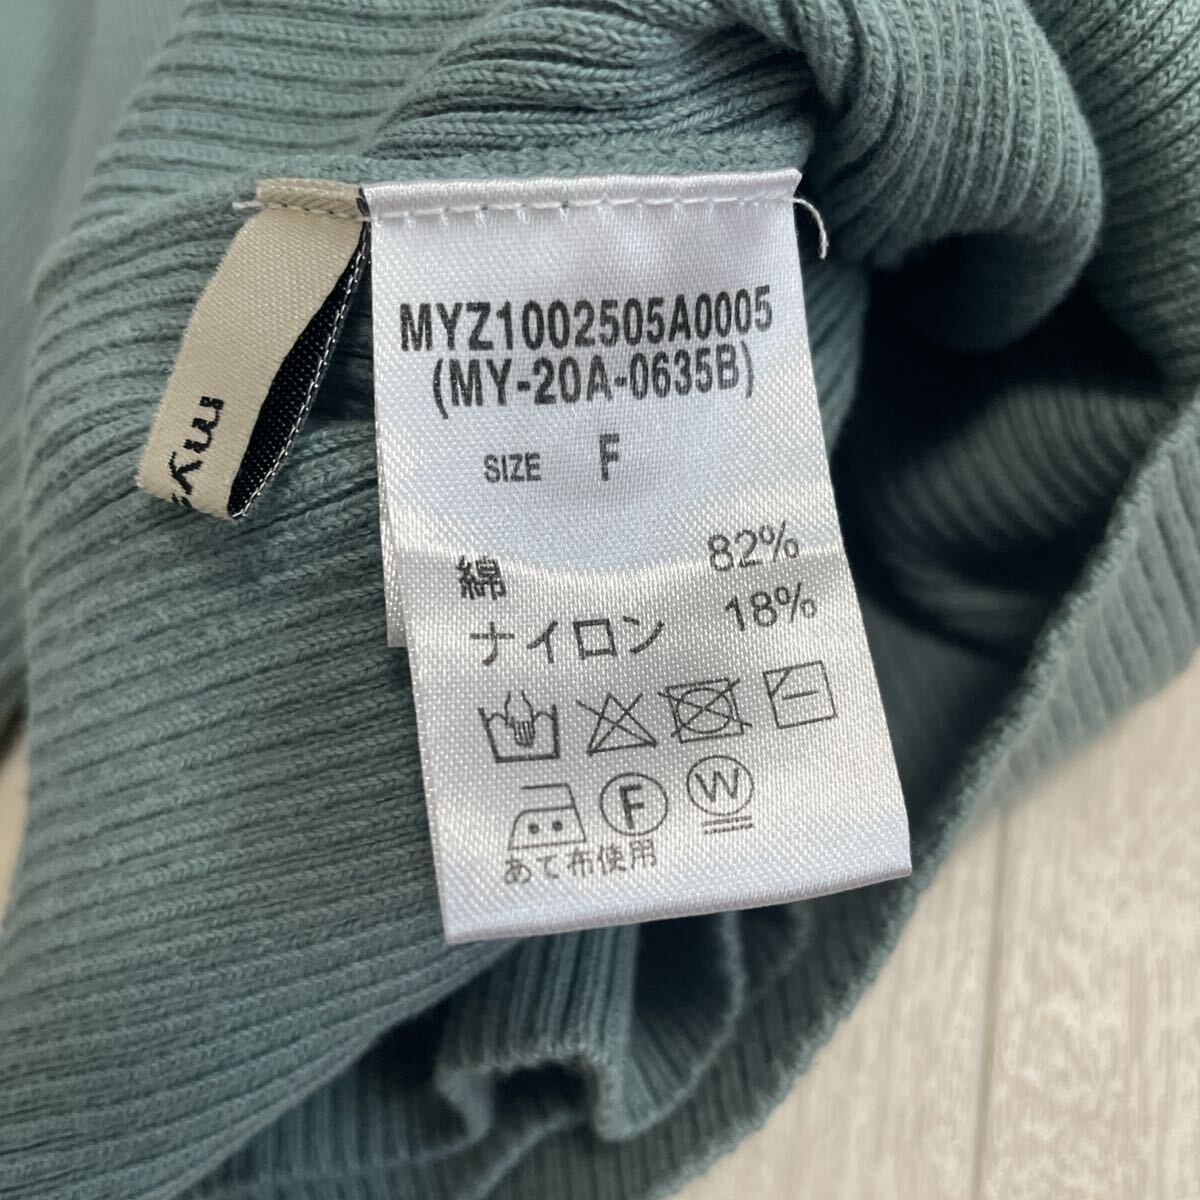 MYZ1002505A0005
(MY-20A-0635B)
SIZE F
綿 82%
ナイロン 18%
F W
あて布使用